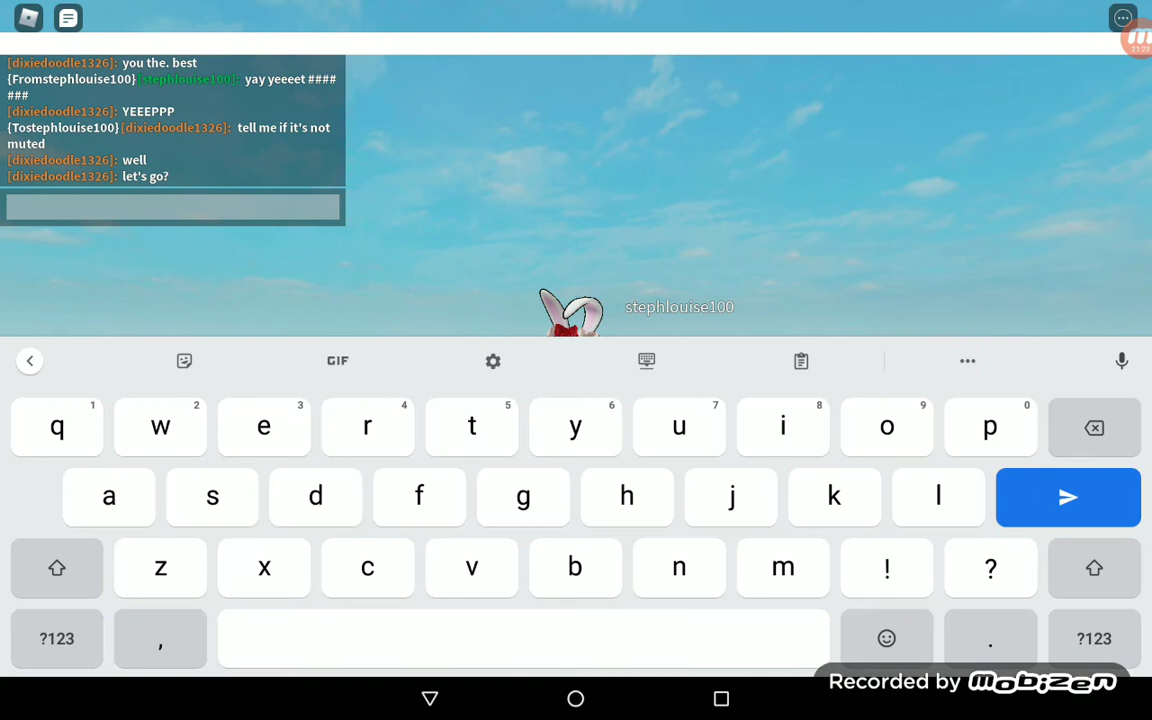 [dixiedoodle1326]: you the. best
{Fromstephlouise100}[stephlouise100]: yay yeeeet ####
###
[dixiedoodle1326]: YEEEPPP
{Tostephlouise100}[dixiedoodle1326]: tell me if it's not
muted
[dixiedoodle1326]: well
[dixiedoodle1326]: let's go?
21:27
stephlouise100
GIF
1 2 3 4 5 6 7 8 9 0
q w e r t y u i o p
a s d f g h j k l
z x c v b n m ! ?
?123 , . ?123
Recorded by mobizen